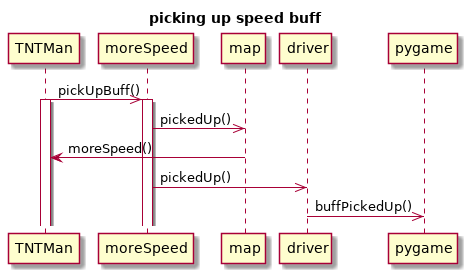 picking up speed buff
TNTMan moreSpeed map driver pygame
pickUpBuff()
pickedUp()
moreSpeed()
pickedUp()
buffPickedUp()
TNTMan moreSpeed map driver pygame